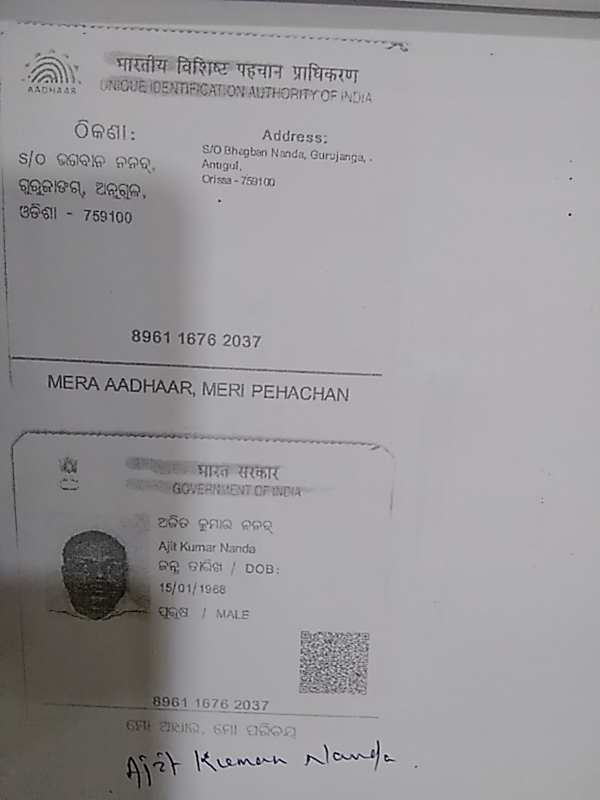 भारतीय विशिष्ट पहचान प्राधिकरण
AADHAAR
UNIQUE IDENTIFICATION AUTHORITY OF INDIA
ଠିକଣା:
S/O ଭଗବାନ ନନ୍ଦ,
ଗୁରୁଜାଙ୍ଗ, ଅନୁଗୁଳ,
ଓଡିଶା - 759100
Address:
S/O Bhagban Nanda, Gurujanga, -
Anugul,
Orissa - 759100
8961 1676 2037
MERA AADHAAR, MERI PEHACHAN
भारत सरकार
GOVERNMENT OF INDIA
ଅଜିତ କୁମାର ନନ୍ଦ
Ajit Kumar Nanda
ଜନ୍ମ ତାରିଖ / DOB:
15/01/1968
ପୁରୁଷ / MALE
8961 1676 2037
ମୋ ଆଧାର, ମୋ ପରିଚୟ
Ajit Kumar Nanda